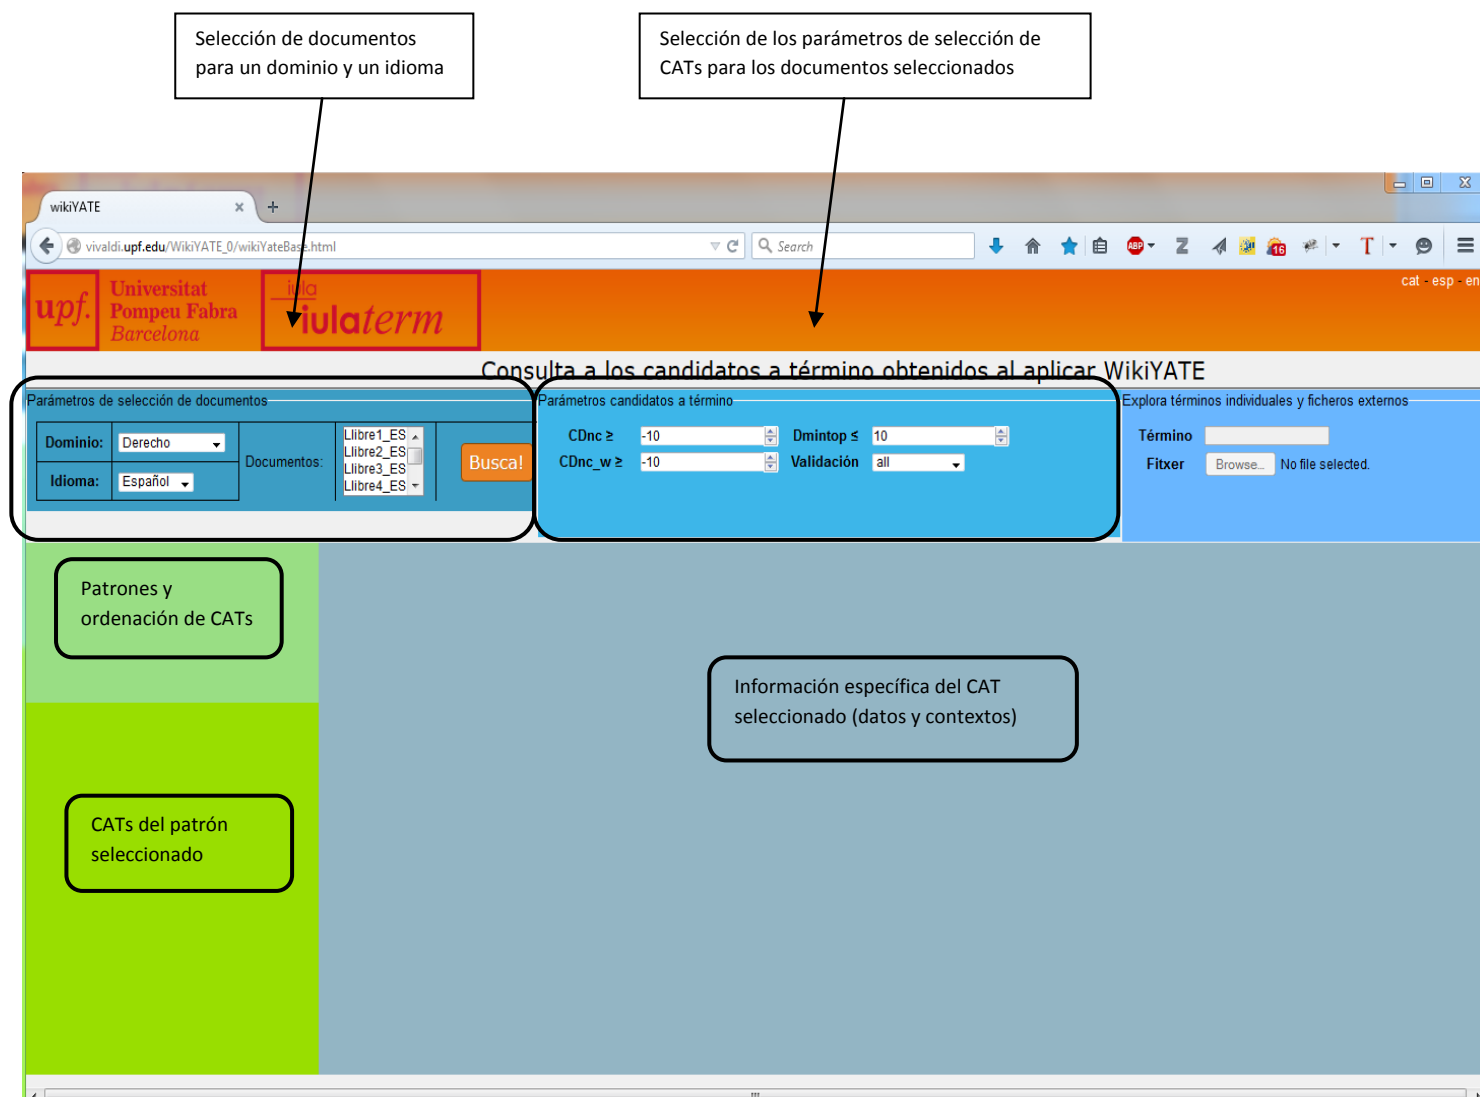 Selección de documentos
para un dominio y un idioma
Selección de los parámetros de selección de
CATs para los documentos seleccionados
wikiYATE
vivaldi.upf.edu/WikiYATE_0/wikiYateBase.html
Search
ABP
16
cat - esp - en
upf.
Universitat
Pompeu Fabra
Barcelona
iula
iulaterm
Consulta a los candidatos a término obtenidos al aplicar WikiYATE
Parámetros de selección de documentos
Dominio: Derecho
Idioma: Español
Documentos:
Llibre1_ES
Llibre2_ES
Llibre3_ES
Llibre4_ES
Busca!
Parámetros candidatos a término
CDnc ≥ -10 Dmintop ≤ 10
CDnc_w ≥ -10 Validación all
Explora términos individuales y ficheros externos
Término
Fitxer Browse... No file selected.
Patrones y
ordenación de CATs
Información específica del CAT
seleccionado (datos y contextos)
CATs del patrón
seleccionado